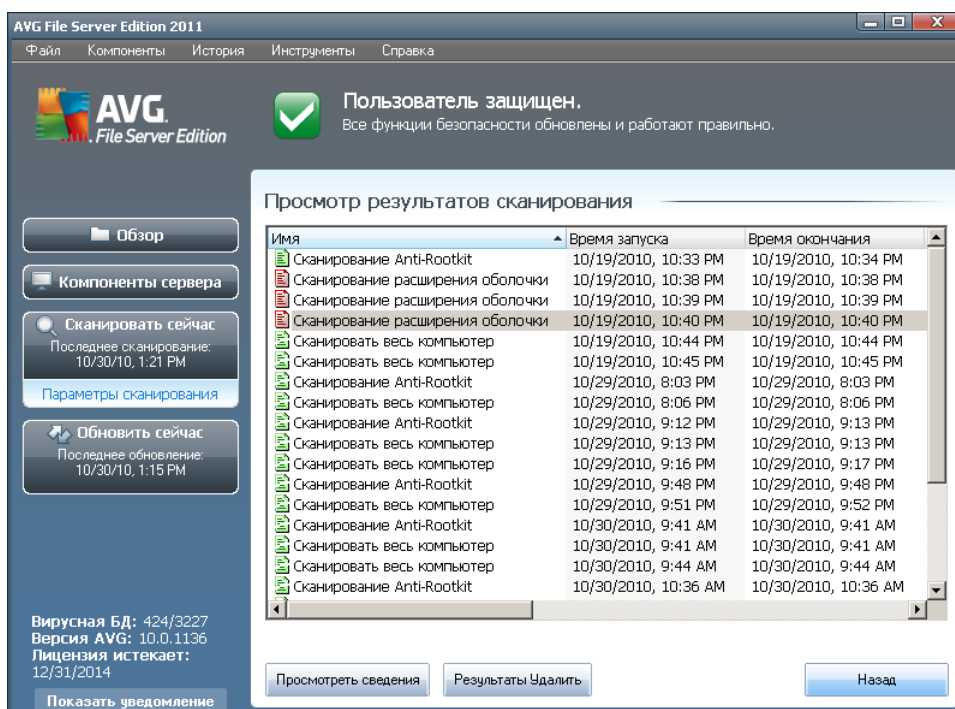 AVG File Server Edition 2011
Файл Компоненты История Инструменты Справка
AVG.
File Server Edition
Пользователь защищен.
Все функции безопасности обновлены и работают правильно.
Обзор
Компоненты сервера
Сканировать сейчас
Последнее сканирование:
10/30/10, 1:21 PM
Параметры сканирования
Обновить сейчас
Последнее обновление:
10/30/10, 1:15 PM
Вирусная БД: 424/3227
Версия AVG: 10.0.1136
Лицензия истекает:
12/31/2014
Показать уведомление
Просмотр результатов сканирования
Имя Время запуска Время окончания
Сканирование Anti-Rootkit 10/19/2010, 10:33 PM 10/19/2010, 10:34 PM
Сканирование расширения оболочки 10/19/2010, 10:38 PM 10/19/2010, 10:38 PM
Сканирование расширения оболочки 10/19/2010, 10:39 PM 10/19/2010, 10:39 PM
Сканирование расширения оболочки 10/19/2010, 10:40 PM 10/19/2010, 10:40 PM
Сканировать весь компьютер 10/19/2010, 10:44 PM 10/19/2010, 10:44 PM
Сканировать весь компьютер 10/19/2010, 10:45 PM 10/19/2010, 10:45 PM
Сканирование Anti-Rootkit 10/29/2010, 8:03 PM 10/29/2010, 8:03 PM
Сканировать весь компьютер 10/29/2010, 8:06 PM 10/29/2010, 8:06 PM
Сканирование Anti-Rootkit 10/29/2010, 9:12 PM 10/29/2010, 9:13 PM
Сканировать весь компьютер 10/29/2010, 9:13 PM 10/29/2010, 9:13 PM
Сканировать весь компьютер 10/29/2010, 9:16 PM 10/29/2010, 9:17 PM
Сканирование Anti-Rootkit 10/29/2010, 9:48 PM 10/29/2010, 9:48 PM
Сканировать весь компьютер 10/29/2010, 9:51 PM 10/29/2010, 9:52 PM
Сканирование Anti-Rootkit 10/30/2010, 9:41 AM 10/30/2010, 9:41 AM
Сканировать весь компьютер 10/30/2010, 9:41 AM 10/30/2010, 9:41 AM
Сканировать весь компьютер 10/30/2010, 9:44 AM 10/30/2010, 9:44 AM
Сканирование Anti-Rootkit 10/30/2010, 10:36 AM 10/30/2010, 10:36 AM
Просмотреть сведения Результаты Удалить Назад